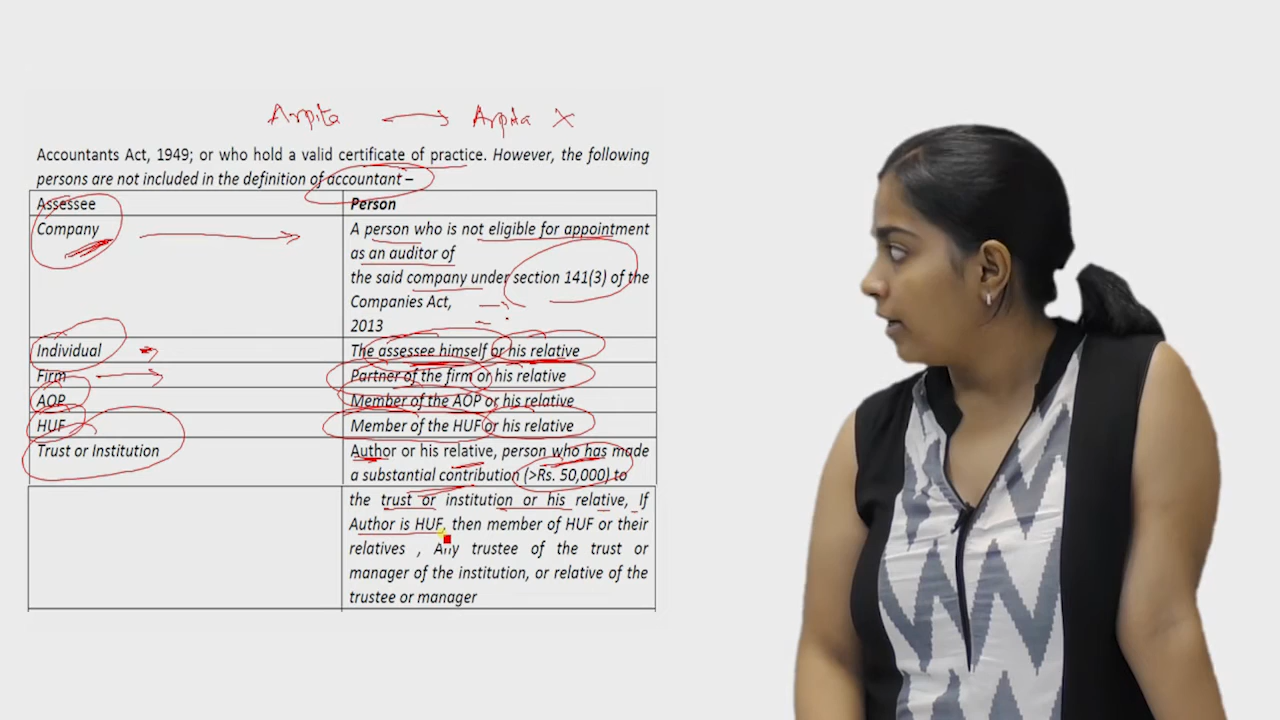 Arpita → Arpita X
Accountants Act, 1949; or who hold a valid certificate of practice. However, the following
persons are not included in the definition of accountant –
Assessee Person
Company A person who is not eligible for appointment
as an auditor of
the said company under section 141(3) of the
Companies Act,
2013
Individual The assessee himself or his relative
Firm Partner of the firm or his relative
AOP Member of the AOP or his relative
HUF Member of the HUF or his relative
Trust or Institution Author or his relative, person who has made
a substantial contribution (>Rs. 50,000) to
the trust or institution or his relative, If
Author is HUF, then member of HUF or their
relatives , Any trustee of the trust or
manager of the institution, or relative of the
trustee or manager